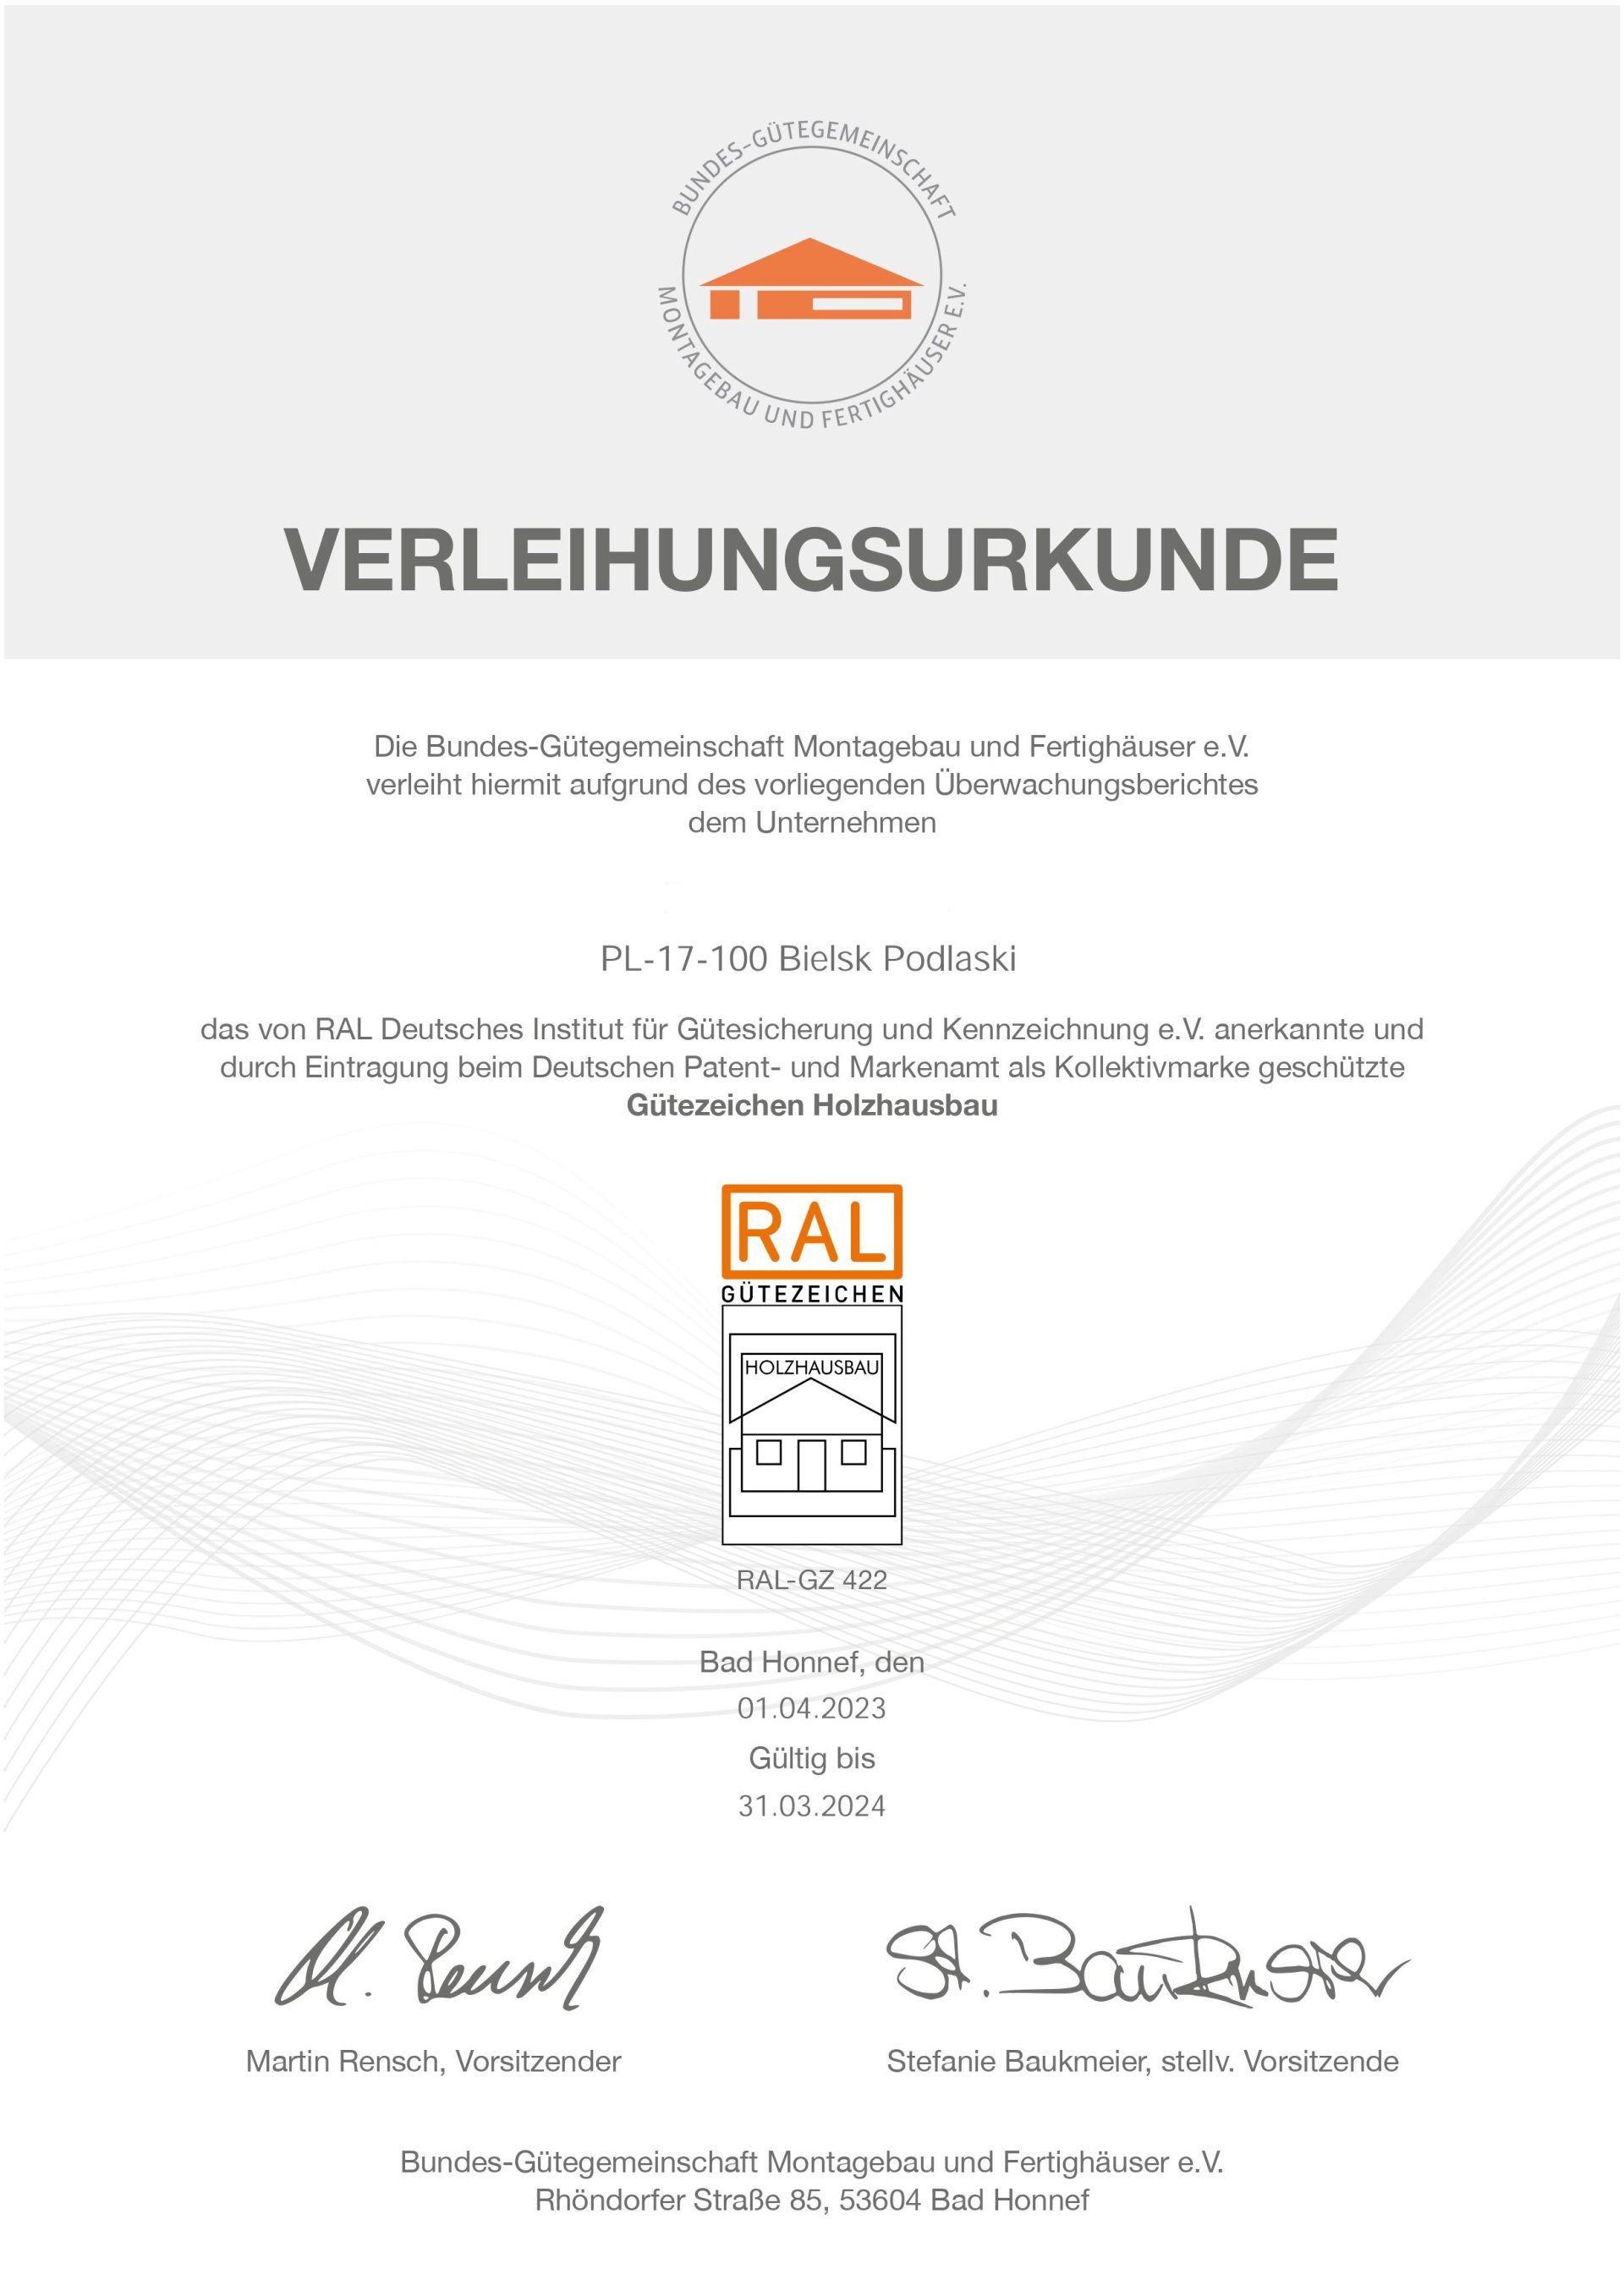 BUNDES-GÜTEGEMEINSCHAFT
MONTAGEBAU UND FERTIGHÄUSER E.V.
VERLEIHUNGSURKUNDE
Die Bundes-Gütegemeinschaft Montagebau und Fertighäuser e.V.
verleiht hiermit aufgrund des vorliegenden Überwachungsberichtes
dem Unternehmen
PL-17-100 Bielsk Podlaski
das von RAL Deutsches Institut für Gütesicherung und Kennzeichnung e.V. anerkannte und
durch Eintragung beim Deutschen Patent- und Markenamt als Kollektivmarke geschützte
Gütezeichen Holzhausbau
RAL
GÜTEZEICHEN
HOLZHAUSBAU
RAL-GZ 422
Bad Honnef, den
01.04.2023
Gültig bis
31.03.2024
M. Rensch
St. Baukmeier
Martin Rensch, Vorsitzender
Stefanie Baukmeier, stellv. Vorsitzende
Bundes-Gütegemeinschaft Montagebau und Fertighäuser e.V.
Rhöndorfer Straße 85, 53604 Bad Honnef